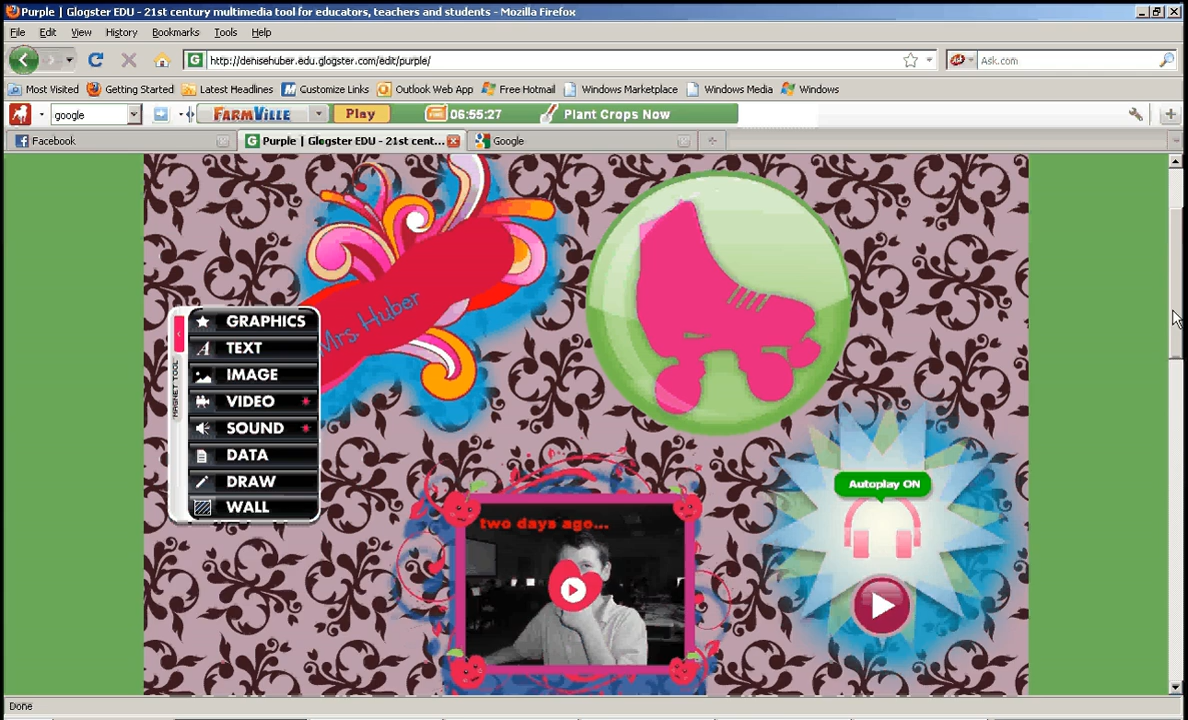 Purple | Glogster EDU - 21st century multimedia tool for educators, teachers and students - Mozilla Firefox
File Edit View History Bookmarks Tools Help
http://denisehuber.edu.glogster.com/edit/purple/
Ask.com
Most Visited Getting Started Latest Headlines Customize Links Outlook Web App Free Hotmail Windows Marketplace Windows Media Windows
google FARMVILLE Play 06:55:27 Plant Crops Now
Facebook Purple | Glogster EDU - 21st cent... Google
Mrs. Huber
MAGNET TOOL
GRAPHICS
TEXT
IMAGE
VIDEO
SOUND
DATA
DRAW
WALL
Autoplay ON
two days ago...
Done